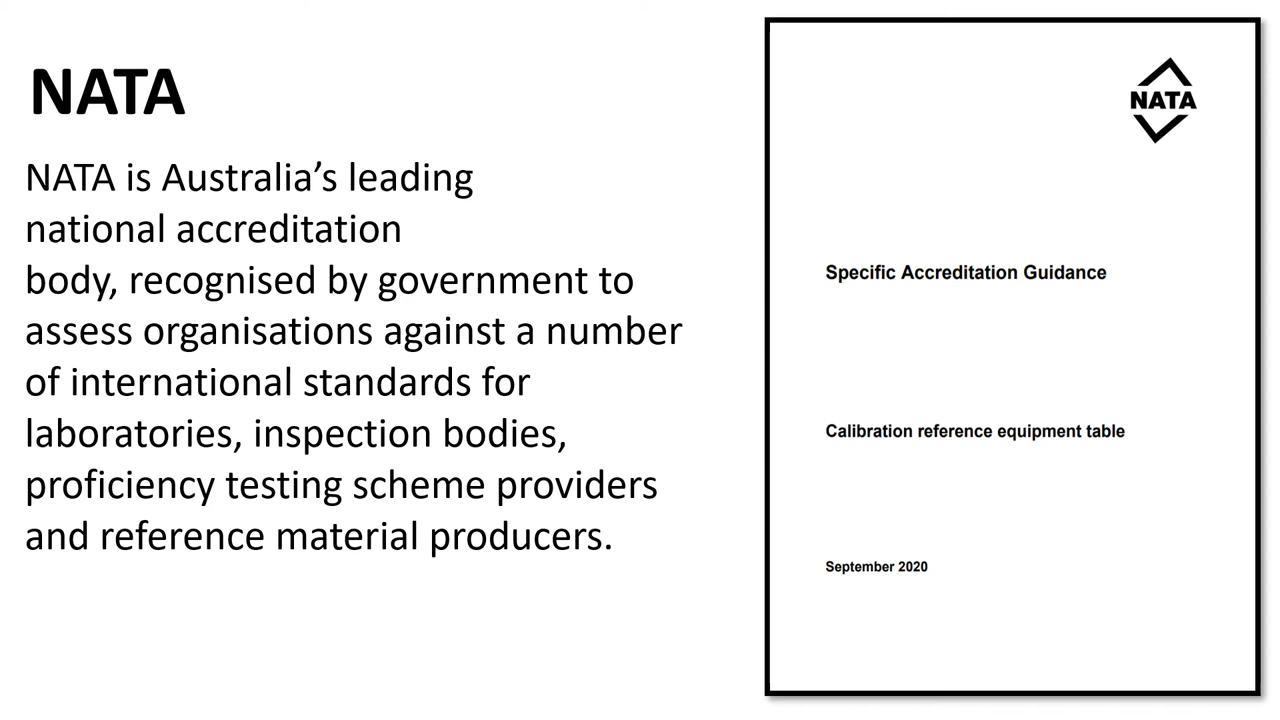 NATA
NATA is Australia’s leading
national accreditation
body, recognised by government to
assess organisations against a number
of international standards for
laboratories, inspection bodies,
proficiency testing scheme providers
and reference material producers.
NATA
Specific Accreditation Guidance
Calibration reference equipment table
September 2020